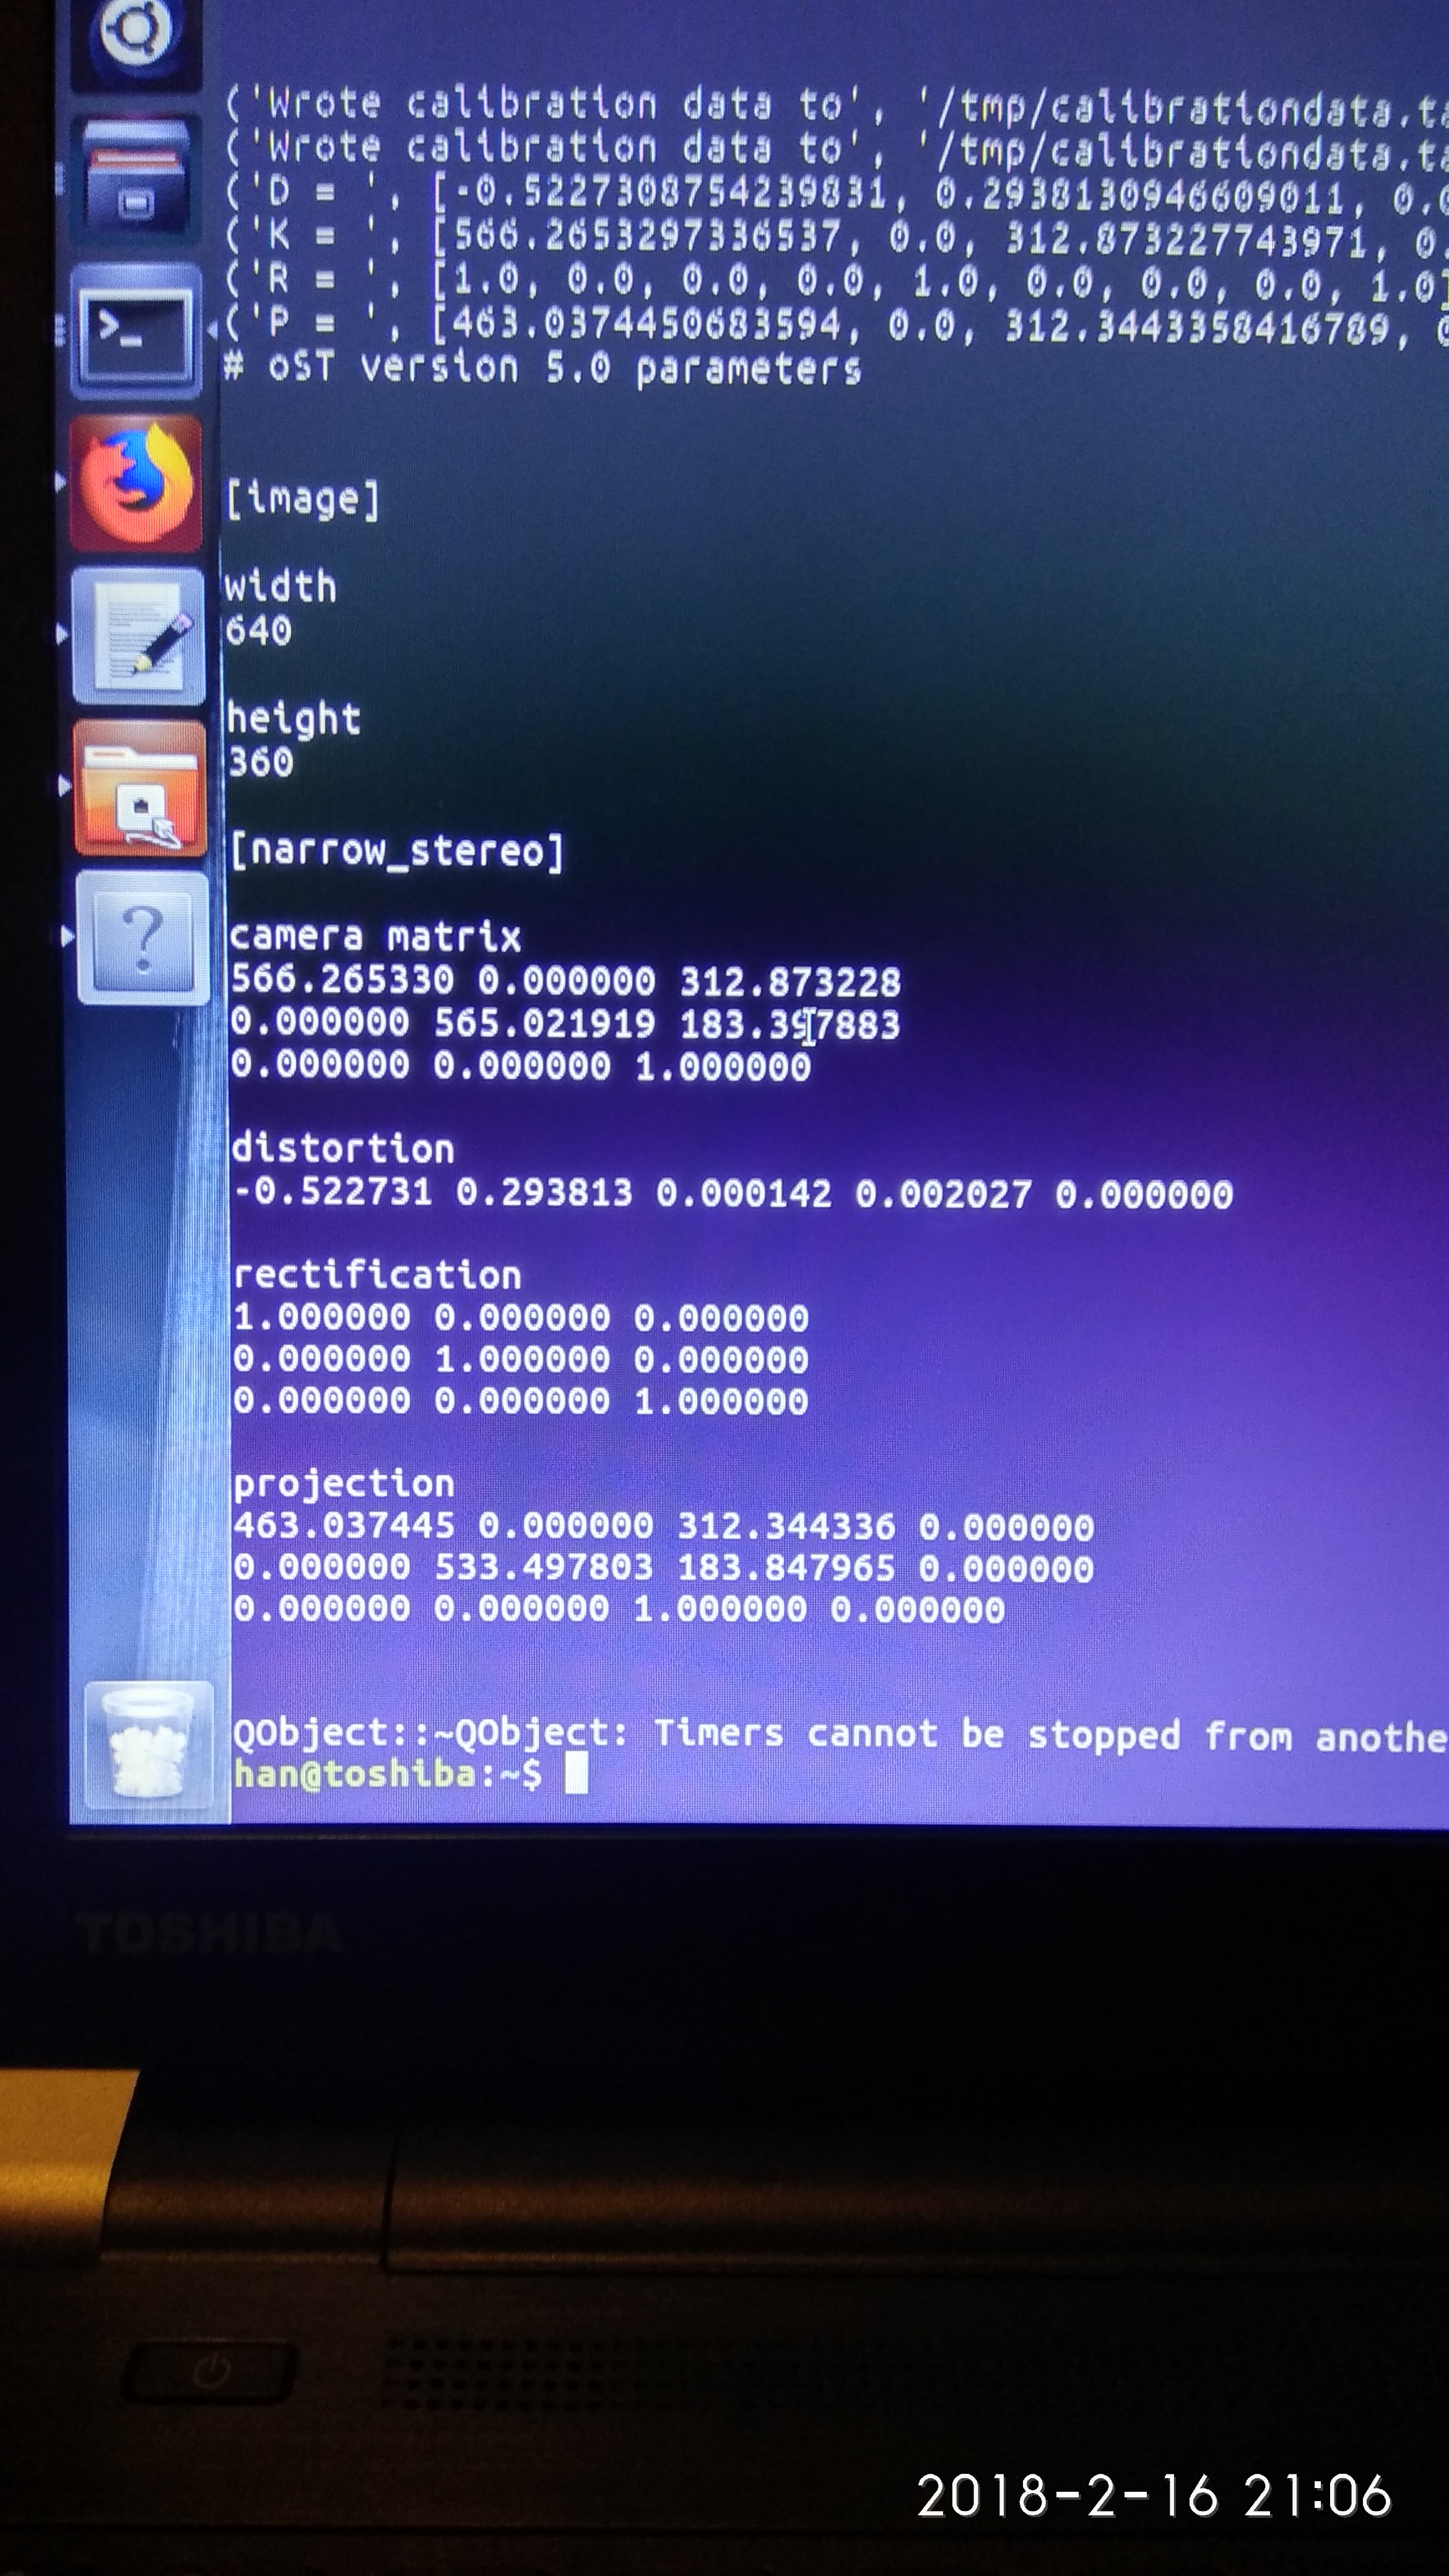 ('Wrote calibration data to', '/tmp/calibrationdata.ta
('Wrote calibration data to', '/tmp/calibrationdata.ta
('D = ', [-0.5227308754239831, 0.2938130946609011, 0.0
('K = ', [566.2653297336537, 0.0, 312.873227743971, 0.
('R = ', [1.0, 0.0, 0.0, 0.0, 1.0, 0.0, 0.0, 0.0, 1.0]
('P = ', [463.0374450683594, 0.0, 312.3443358416789, 0
# oST version 5.0 parameters
[image]
width
640
height
360
[narrow_stereo]
camera matrix
566.265330 0.000000 312.873228
0.000000 565.021919 183.397883
0.000000 0.000000 1.000000
distortion
-0.522731 0.293813 0.000142 0.002027 0.000000
rectification
1.000000 0.000000 0.000000
0.000000 1.000000 0.000000
0.000000 0.000000 1.000000
projection
463.037445 0.000000 312.344336 0.000000
0.000000 533.497803 183.847965 0.000000
0.000000 0.000000 1.000000 0.000000
QObject::~QObject: Timers cannot be stopped from anothe
han@toshiba:~$
TOSHIBA
2018-2-16 21:06